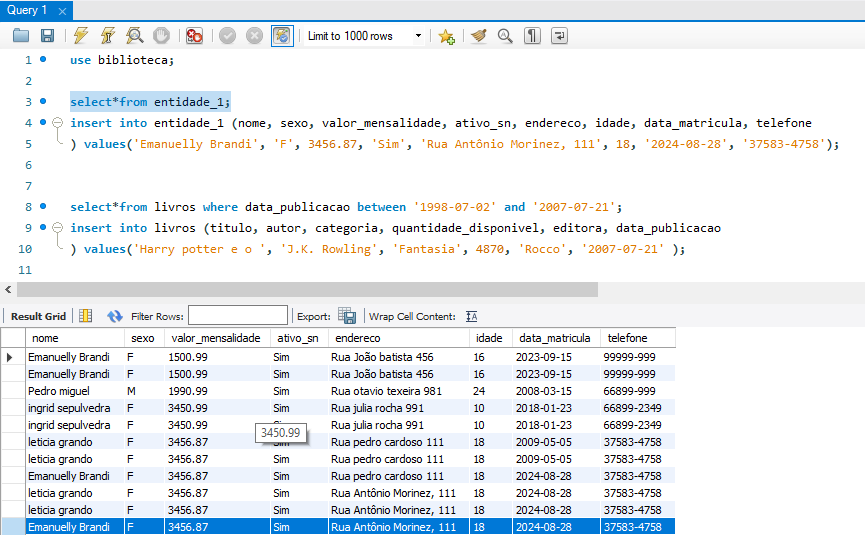 Query 1
Limit to 1000 rows
1 use biblioteca;
2
3 select*from entidade_1;
4 insert into entidade_1 (nome, sexo, valor_mensalidade, ativo_sn, endereco, idade, data_matricula, telefone
5 ) values('Emanuelly Brandi', 'F', 3456.87, 'Sim', 'Rua Antônio Morinez, 111', 18, '2024-08-28', '37583-4758');
6
7
8 select*from livros where data_publicacao between '1998-07-02' and '2007-07-21';
9 insert into livros (titulo, autor, categoria, quantidade_disponivel, editora, data_publicacao
10 ) values('Harry potter e o ', 'J.K. Rowling', 'Fantasia', 4870, 'Rocco', '2007-07-21' );
11
Result Grid Filter Rows: Export: Wrap Cell Content: IA
nome sexo valor_mensalidade ativo_sn endereco idade data_matricula telefone
Emanuelly Brandi F 1500.99 Sim Rua João batista 456 16 2023-09-15 99999-999
Emanuelly Brandi F 1500.99 Sim Rua João batista 456 16 2023-09-15 99999-999
Pedro miguel M 1990.99 Sim Rua otavio texeira 981 24 2008-03-15 66899-999
ingrid sepulvedra F 3450.99 Sim Rua julia rocha 991 10 2018-01-23 66899-2349
ingrid sepulvedra F 3450.99 Sim Rua julia rocha 991 10 2018-01-23 66899-2349
3450.99
leticia grando F 3456.87 Sim Rua pedro cardoso 111 18 2009-05-05 37583-4758
leticia grando F 3456.87 Sim Rua pedro cardoso 111 18 2009-05-05 37583-4758
Emanuelly Brandi F 3456.87 Sim Rua pedro cardoso 111 18 2024-08-28 37583-4758
leticia grando F 3456.87 Sim Rua Antônio Morinez, 111 18 2024-08-28 37583-4758
leticia grando F 3456.87 Sim Rua Antônio Morinez, 111 18 2024-08-28 37583-4758
Emanuelly Brandi F 3456.87 Sim Rua Antônio Morinez, 111 18 2024-08-28 37583-4758